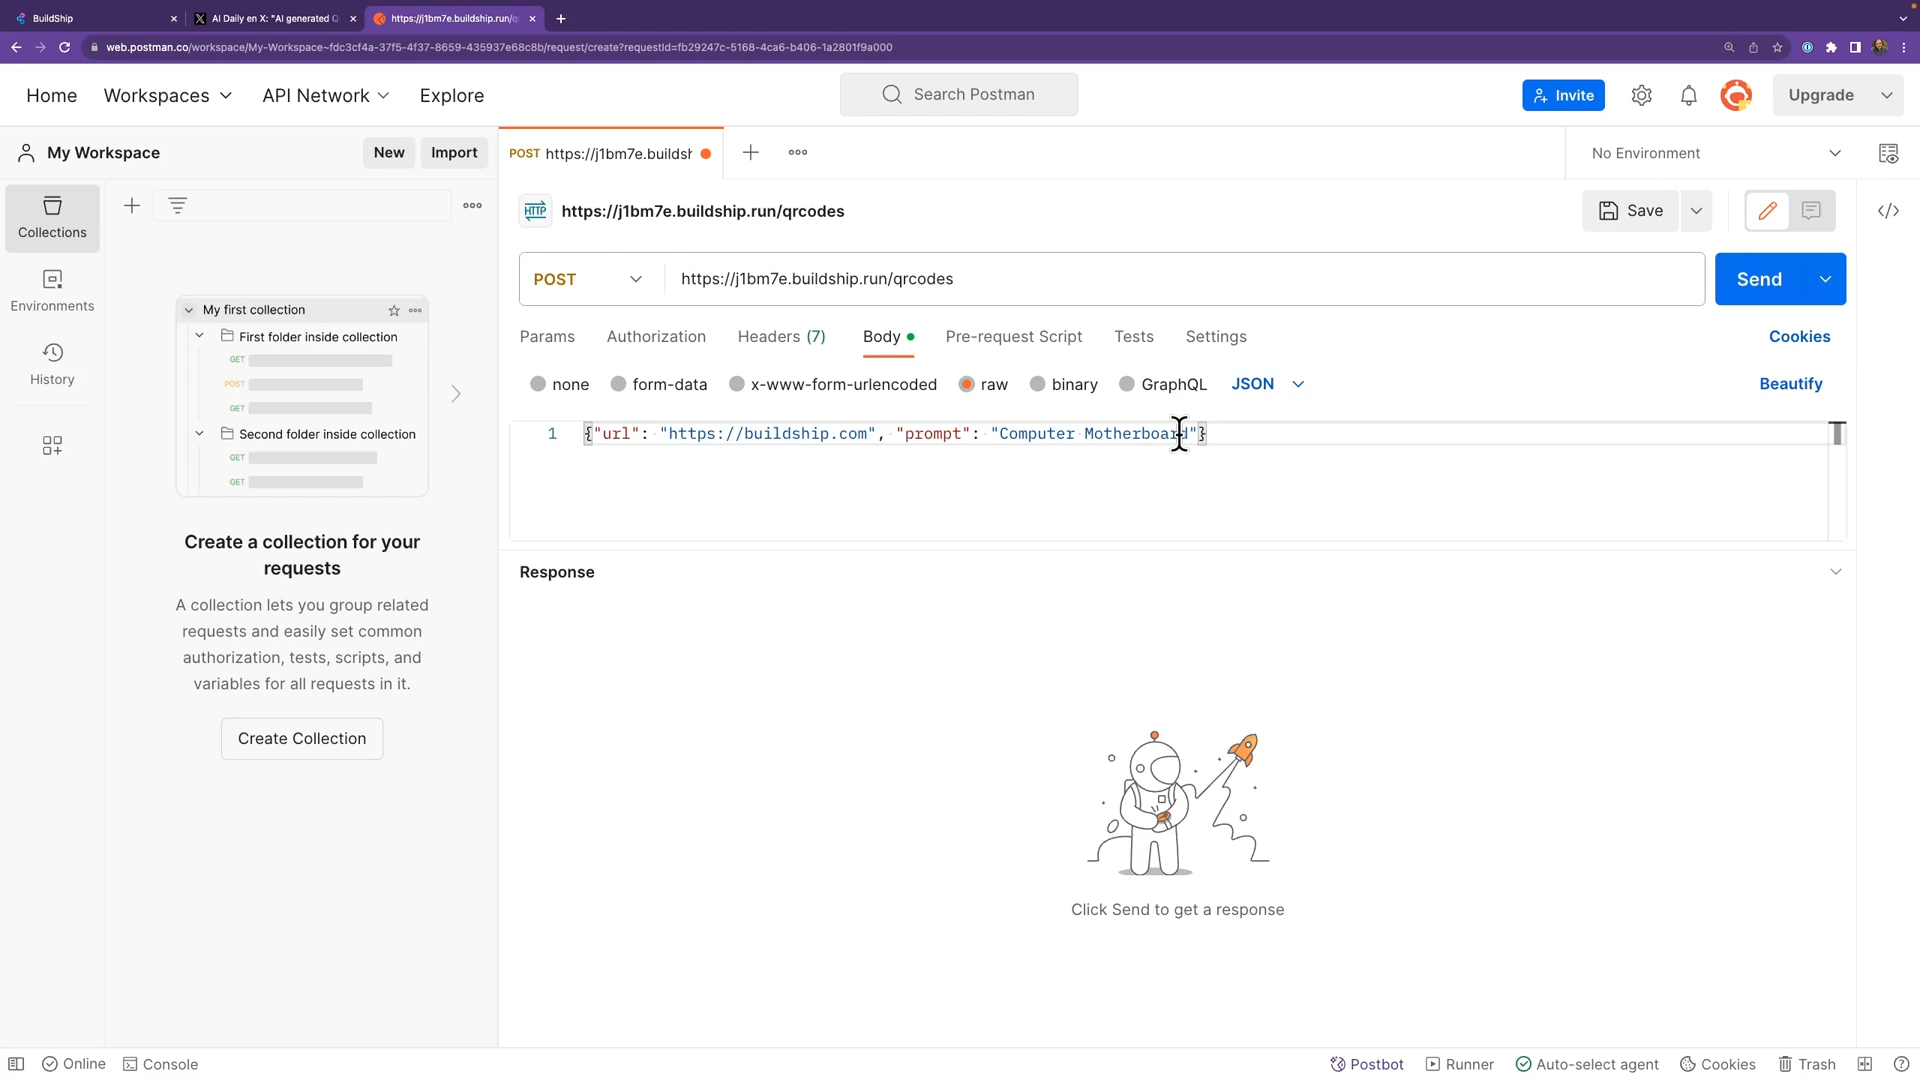 BuildShip
AI Daily en X: "AI generated Q
https://j1bm7e.buildship.run/q
web.postman.co/workspace/My-Workspace~fdc3cf4a-37f5-4f37-8659-435937e68c8b/request/create?requestId=fb29247c-5168-4ca6-b406-1a2801f9a000
Home
Workspaces
API Network
Explore
Search Postman
Invite
Upgrade
My Workspace
New
Import
POST https://j1bm7e.buildsh
No Environment
Collections
Environments
History
My first collection
First folder inside collection
GET
POST
GET
Second folder inside collection
GET
GET
Create a collection for your
requests
A collection lets you group related
requests and easily set common
authorization, tests, scripts, and
variables for all requests in it.
Create Collection
HTTP
https://j1bm7e.buildship.run/qrcodes
Save
POST
https://j1bm7e.buildship.run/qrcodes
Send
Params
Authorization
Headers (7)
Body
Pre-request Script
Tests
Settings
Cookies
none
form-data
x-www-form-urlencoded
raw
binary
GraphQL
JSON
Beautify
1
{"url": "https://buildship.com", "prompt": "Computer Motherboard"}
Response
Click Send to get a response
Online
Console
Postbot
Runner
Auto-select agent
Cookies
Trash